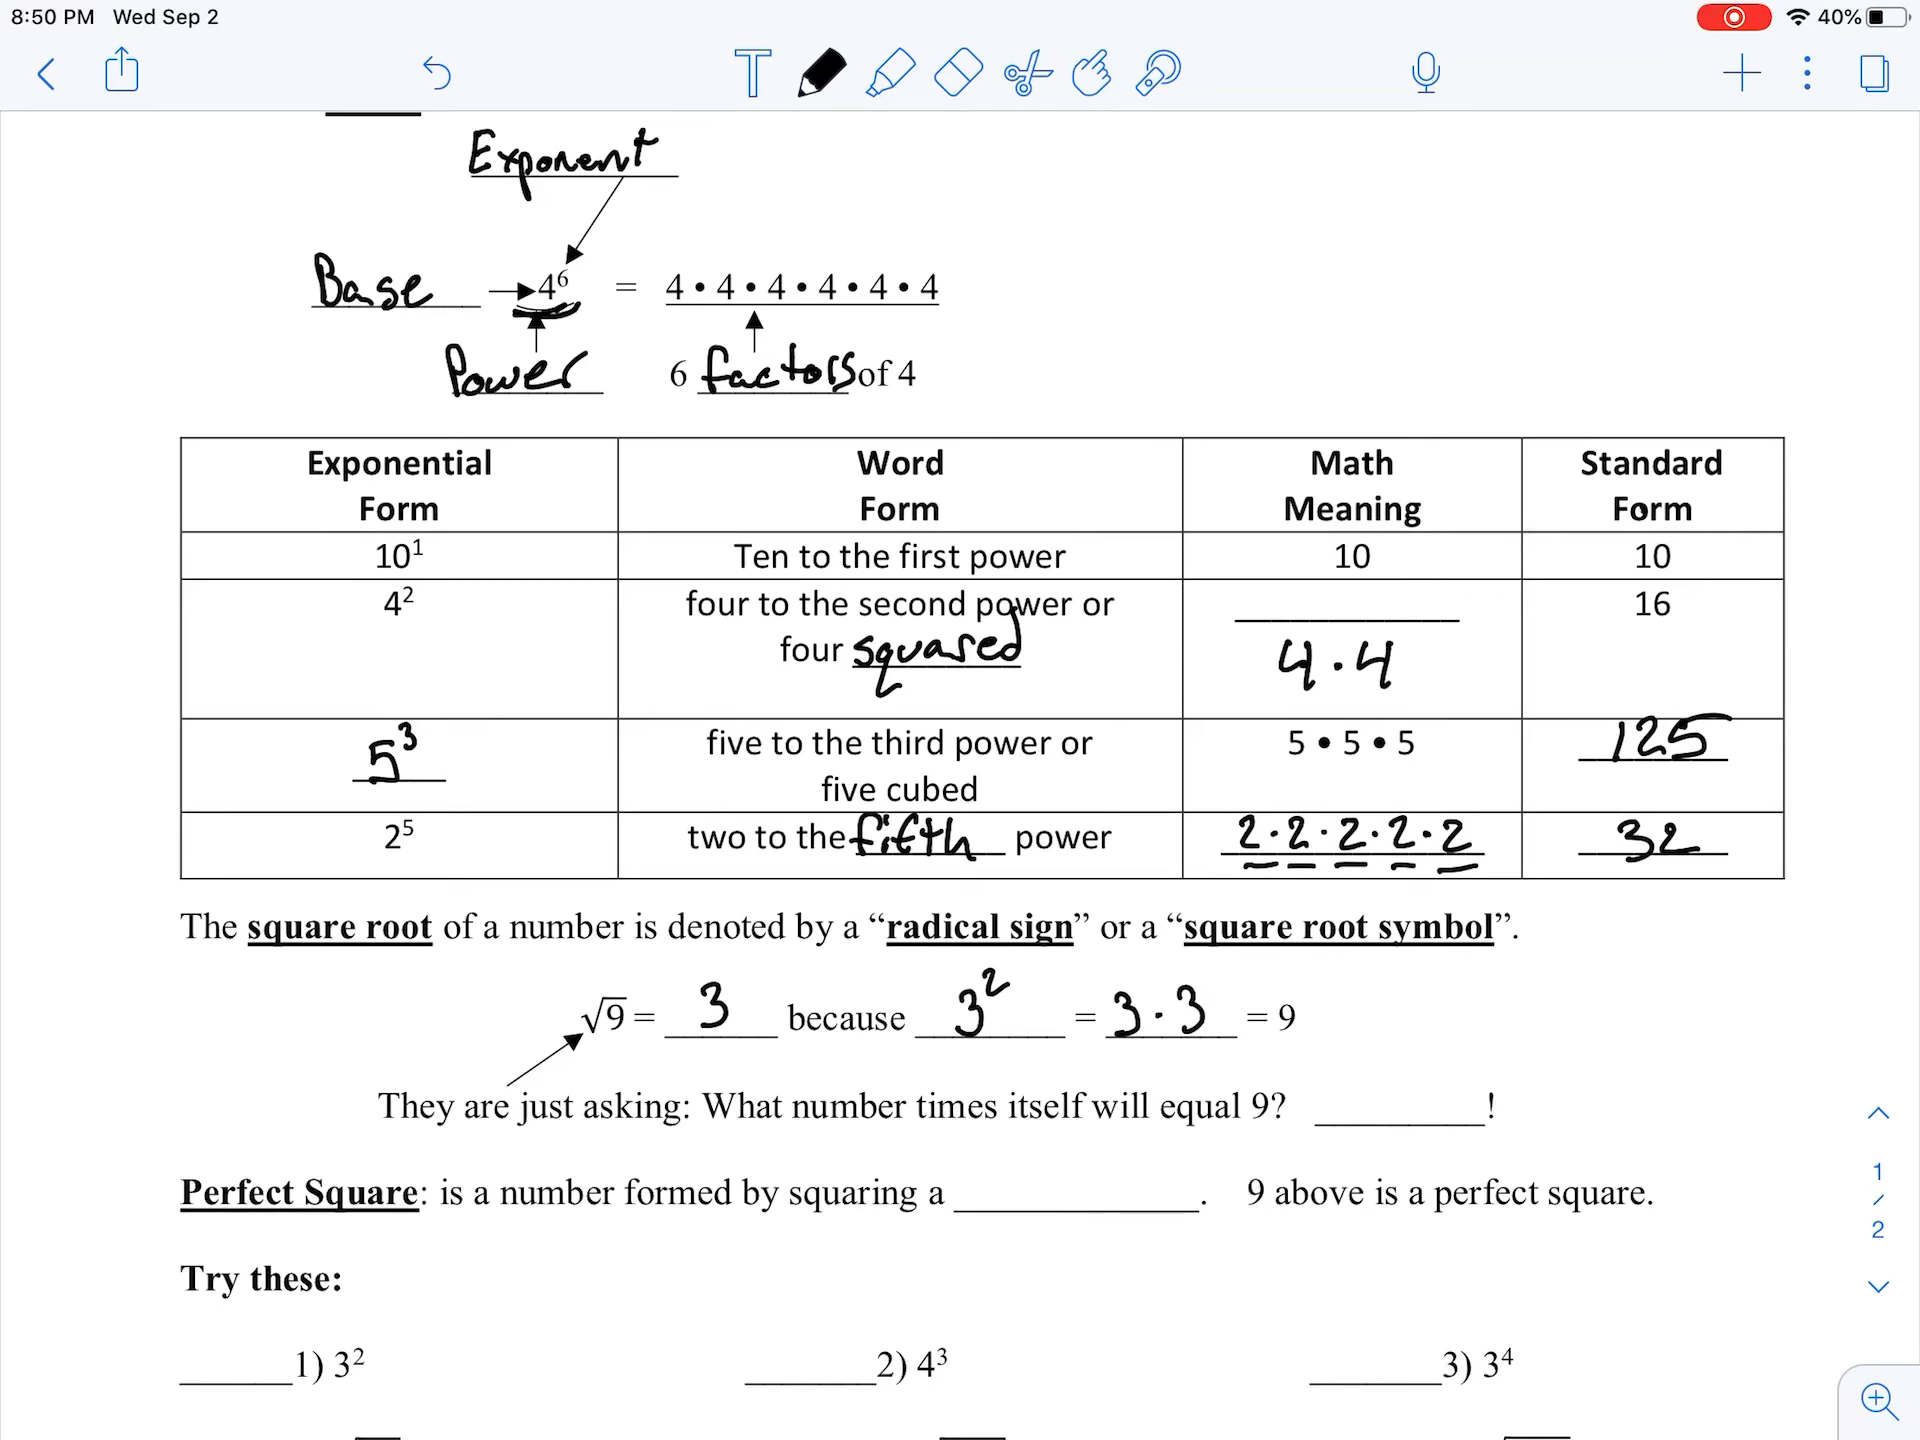 8:50 PM Wed Sep 2 40%
Exponent
Base 4⁶ = 4 • 4 • 4 • 4 • 4 • 4
Power 6 factors of 4
Exponential Form Word Form Math Meaning Standard Form
10¹ Ten to the first power 10 10
4² four to the second power or ____________ 16
four squared 4 · 4
5³ five to the third power or 5 • 5 • 5 125
five cubed
2⁵ two to the fifth power 2 · 2 · 2 · 2 · 2 32
The square root of a number is denoted by a “radical sign” or a “square root symbol”.
√9 = 3 because 3² = 3 · 3 = 9
They are just asking: What number times itself will equal 9? _________!
Perfect Square: is a number formed by squaring a _____________. 9 above is a perfect square.
1 / 2
Try these:
______1) 3² _______2) 4³ _______3) 3⁴